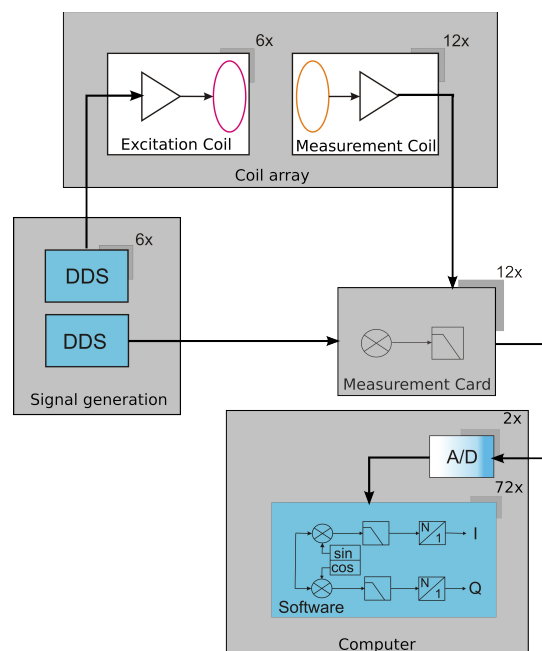 6x
12x
Excitation Coil
Measurement Coil
Coil array
6x
DDS
DDS
Signal generation
12x
Measurement Card
2x
A/D
72x
N/1
I
sin
cos
N/1
Q
Software
Computer